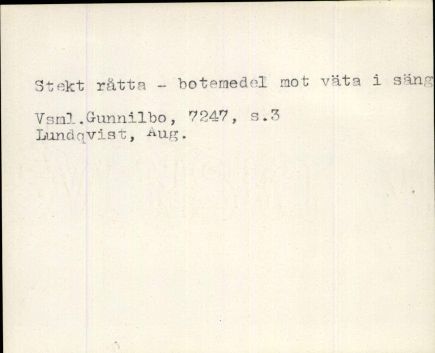 Stekt råtta - botemedel mot väta i säng
Vsml.Gunnilbo, 7247, s.3
Lundqvist, Aug.